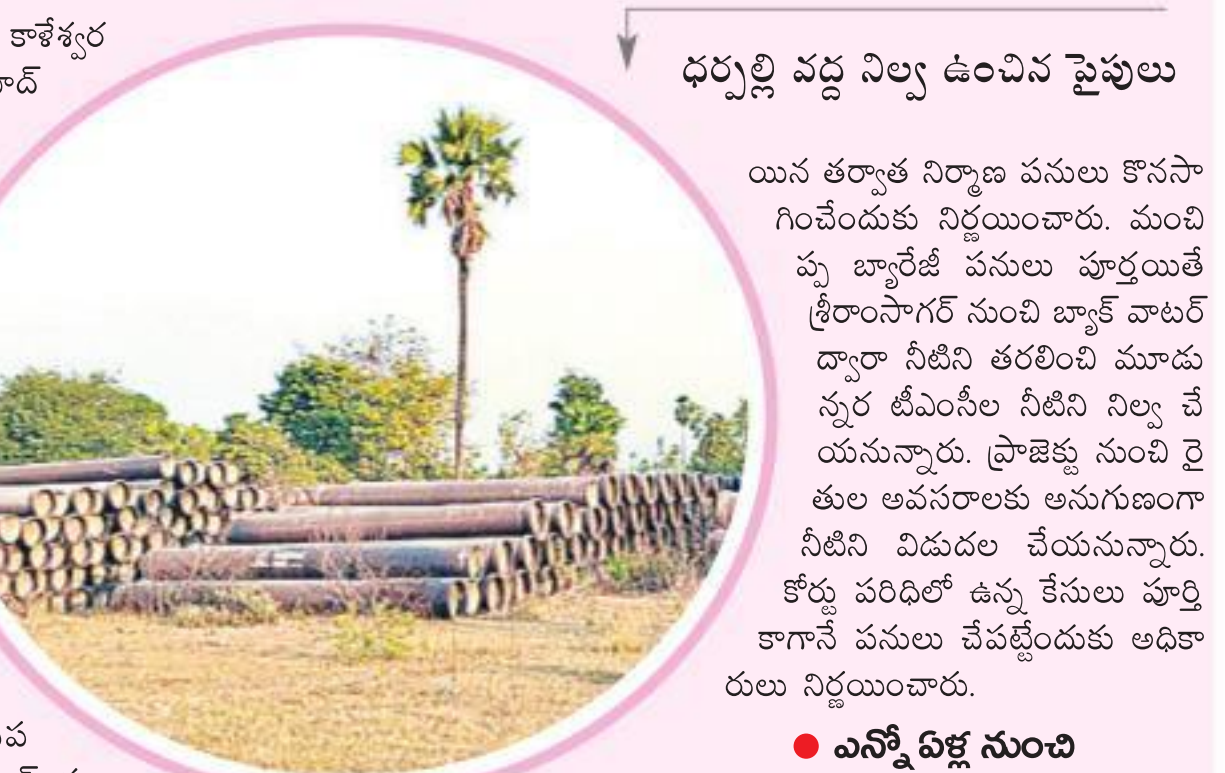 కాళేశ్వర
ధర్పల్లి వద్ద నిల్వ ఉంచిన పైపులు
యిన తర్వాత నిర్మాణ పనులు కొనసా
గించేందుకు నిర్ణయించారు. మంచి
ప్ప బ్యారేజీ పనులు పూర్తయితే
శ్రీరాంసాగర్ నుంచి బ్యాక్ వాటర్
ద్వారా నీటిని తరలించి మూడు
న్నర టీఎంసీల నీటిని నిల్వ చే
యనున్నారు. ప్రాజెక్టు నుంచి రై
తుల అవసరాలకు అనుగుణంగా
నీటిని విడుదల చేయనున్నారు.
కోర్టు పరిధిలో ఉన్న కేసులు పూర్తి
కాగానే పనులు చేపట్టేందుకు అధికా
రులు నిర్ణయించారు.
● ఎన్నో ఏళ్ల నుంచి